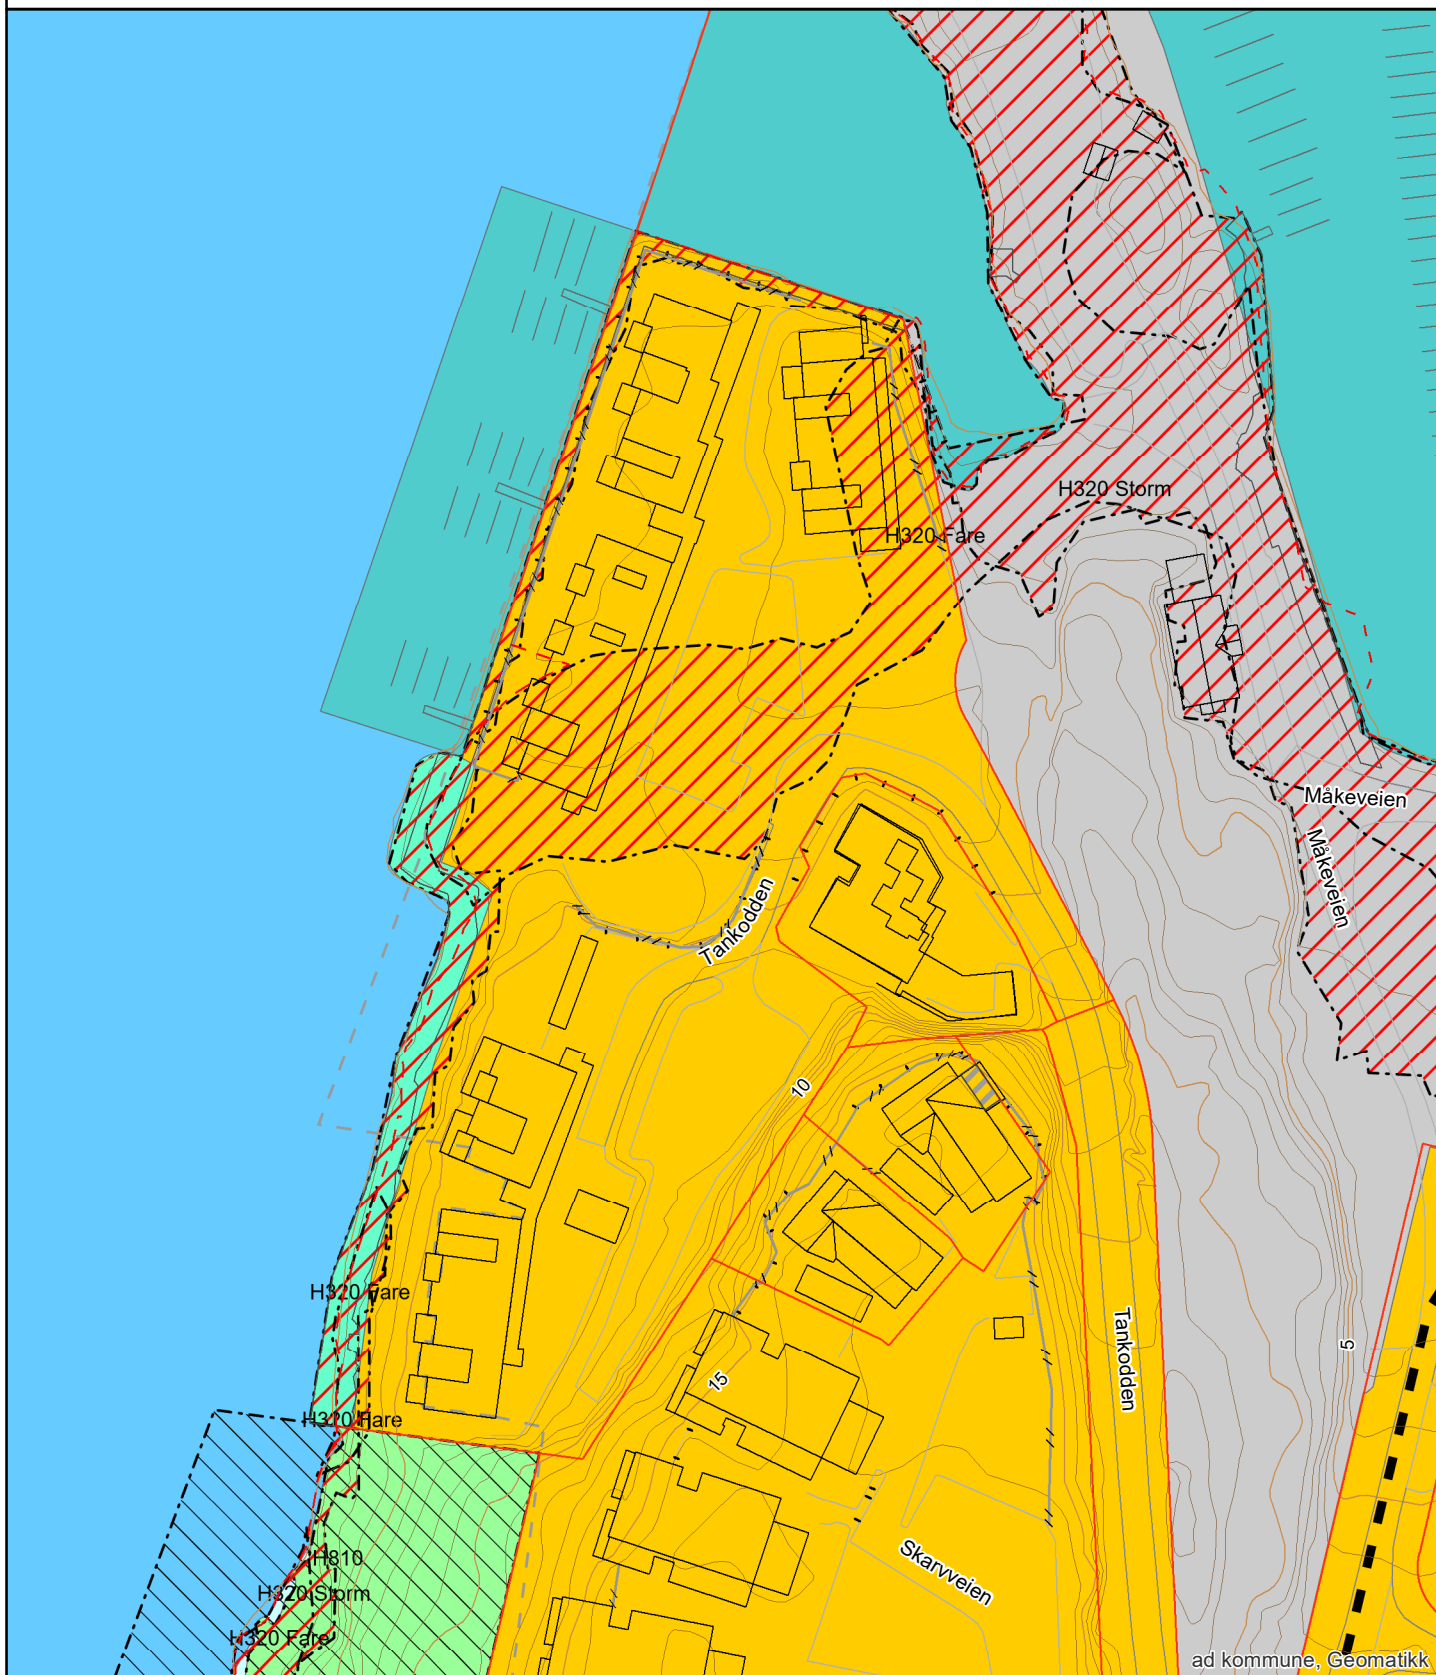 H320 Storm
H320 Fare
Måkeveien
Måkeveien
Tankodden
10
H320 Fare
Tankodden
5
15
H320 Fare
H810
Skarvveien
H320 Storm
H320 Fare
ad kommune, Geomatikk